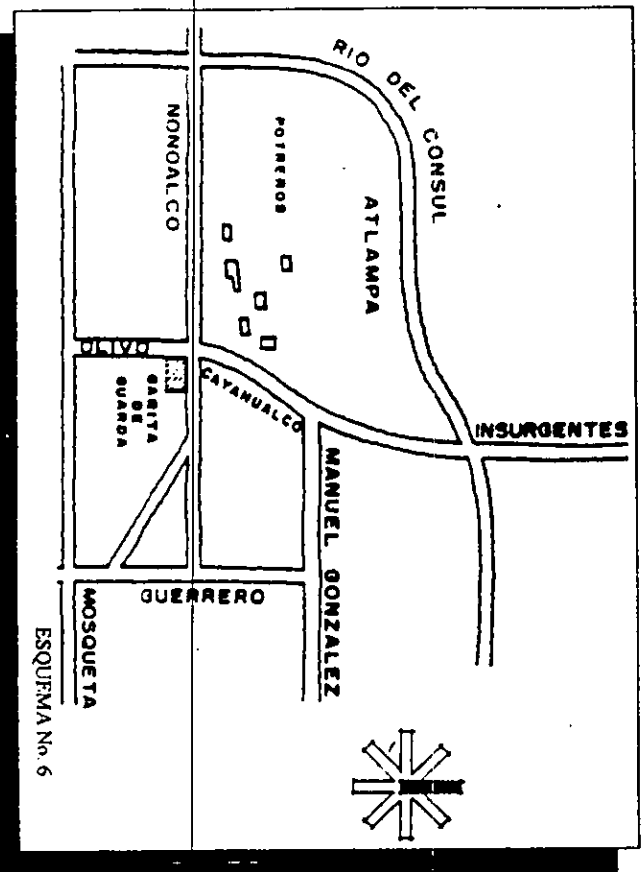 RIO DEL CONSUL
ATLAMPA
POTREROS
NONOALCO
OLIVO
GARITA
DE
GUARDA
CAYAHUALCO
INSURGENTES
MANUEL GONZALEZ
GUERRERO
MOSQUETA
ESQUEMA No. 6